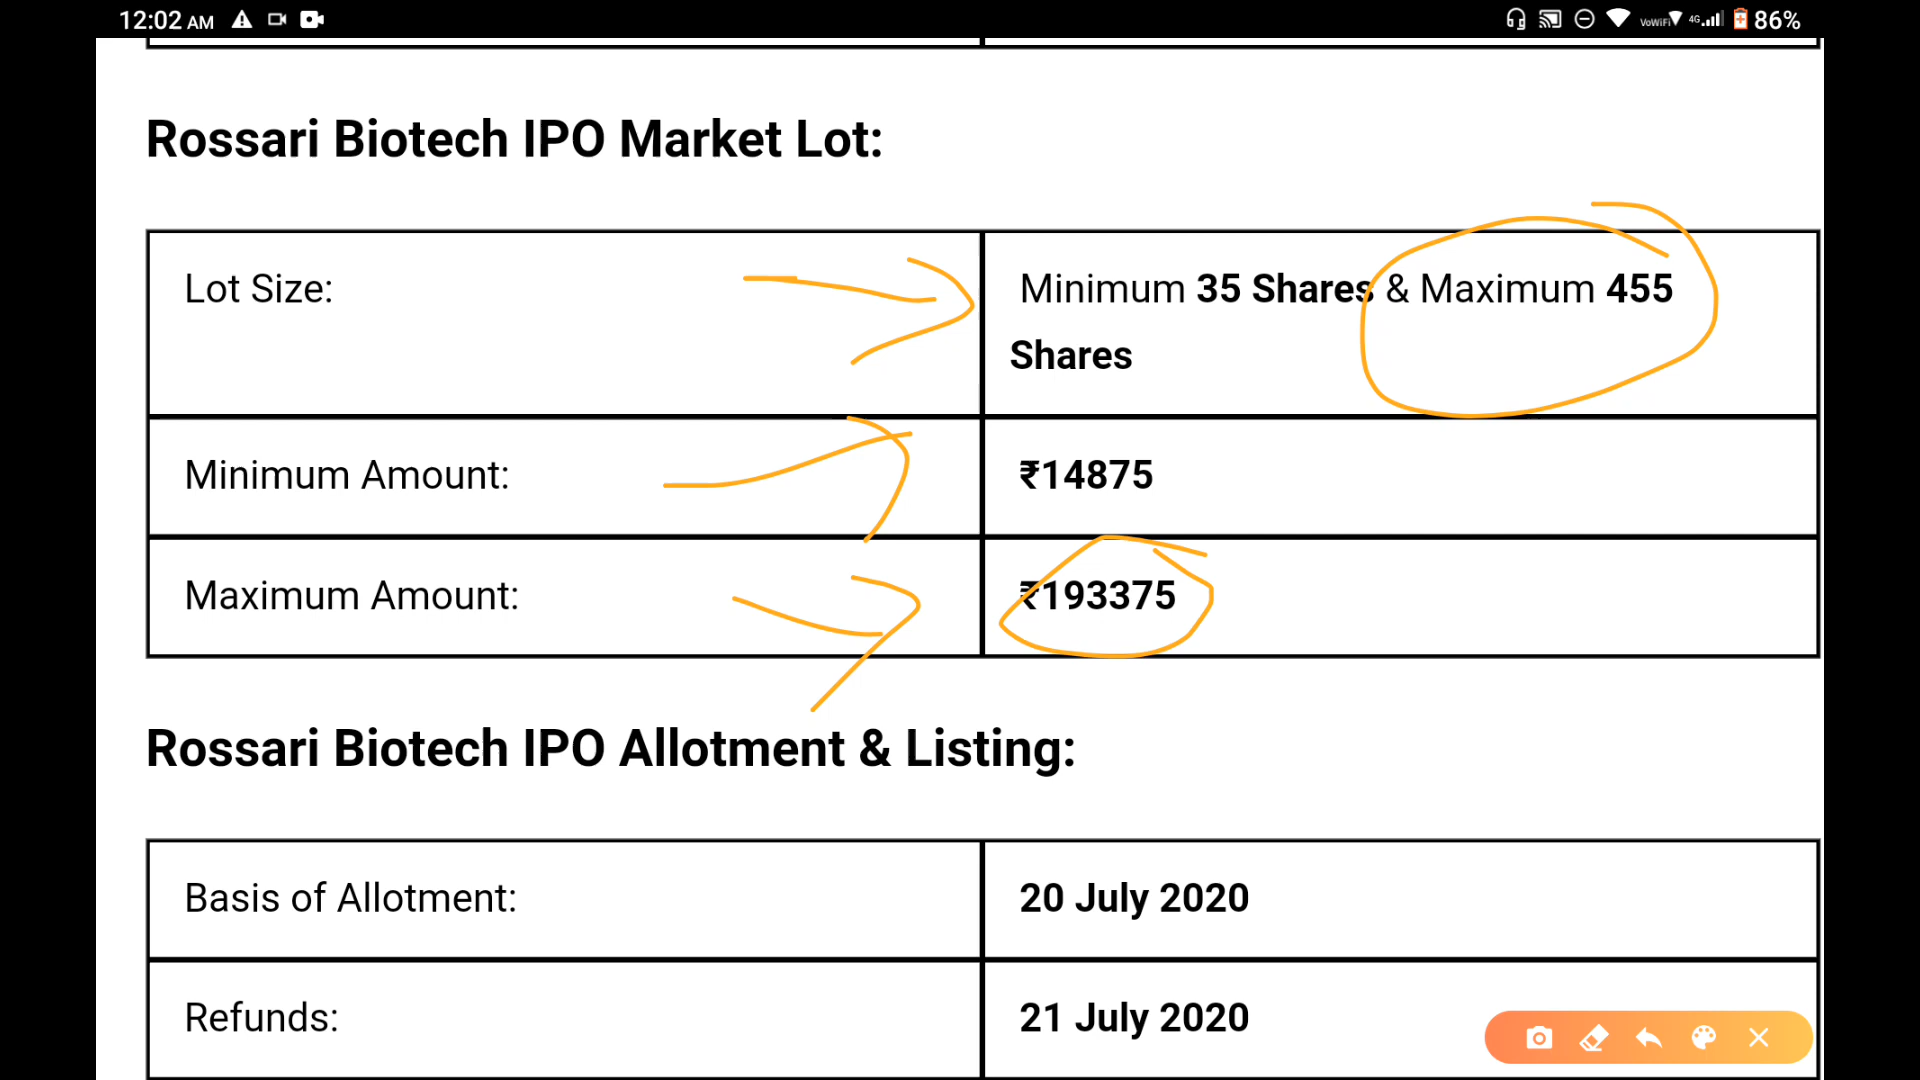 12:02 AM
VoWiFi 4G 86%
Rossari Biotech IPO Market Lot:
Lot Size:
Minimum 35 Shares & Maximum 455
Shares
Minimum Amount:
₹14875
Maximum Amount:
₹193375
Rossari Biotech IPO Allotment & Listing:
Basis of Allotment:
20 July 2020
Refunds:
21 July 2020